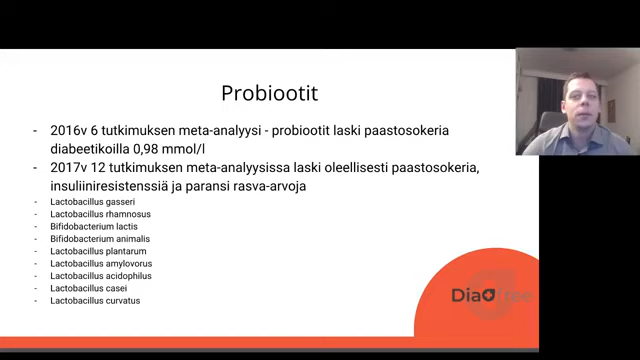 Probiootit
- 2016v 6 tutkimuksen meta-analyysi - probiootit laski paastosokeria
diabeetikoilla 0,98 mmol/l
- 2017v 12 tutkimuksen meta-analyysissa laski oleellisesti paastosokeria,
insuliiniresistenssiä ja paransi rasva-arvoja
- Lactobacillus gasseri
- Lactobacillus rhamnosus
- Bifidobacterium lactis
- Bifidobacterium animalis
- Lactobacillus plantarum
- Lactobacillus amylovorus
- Lactobacillus acidophilus
- Lactobacillus casei
- Lactobacillus curvatus
Diafree